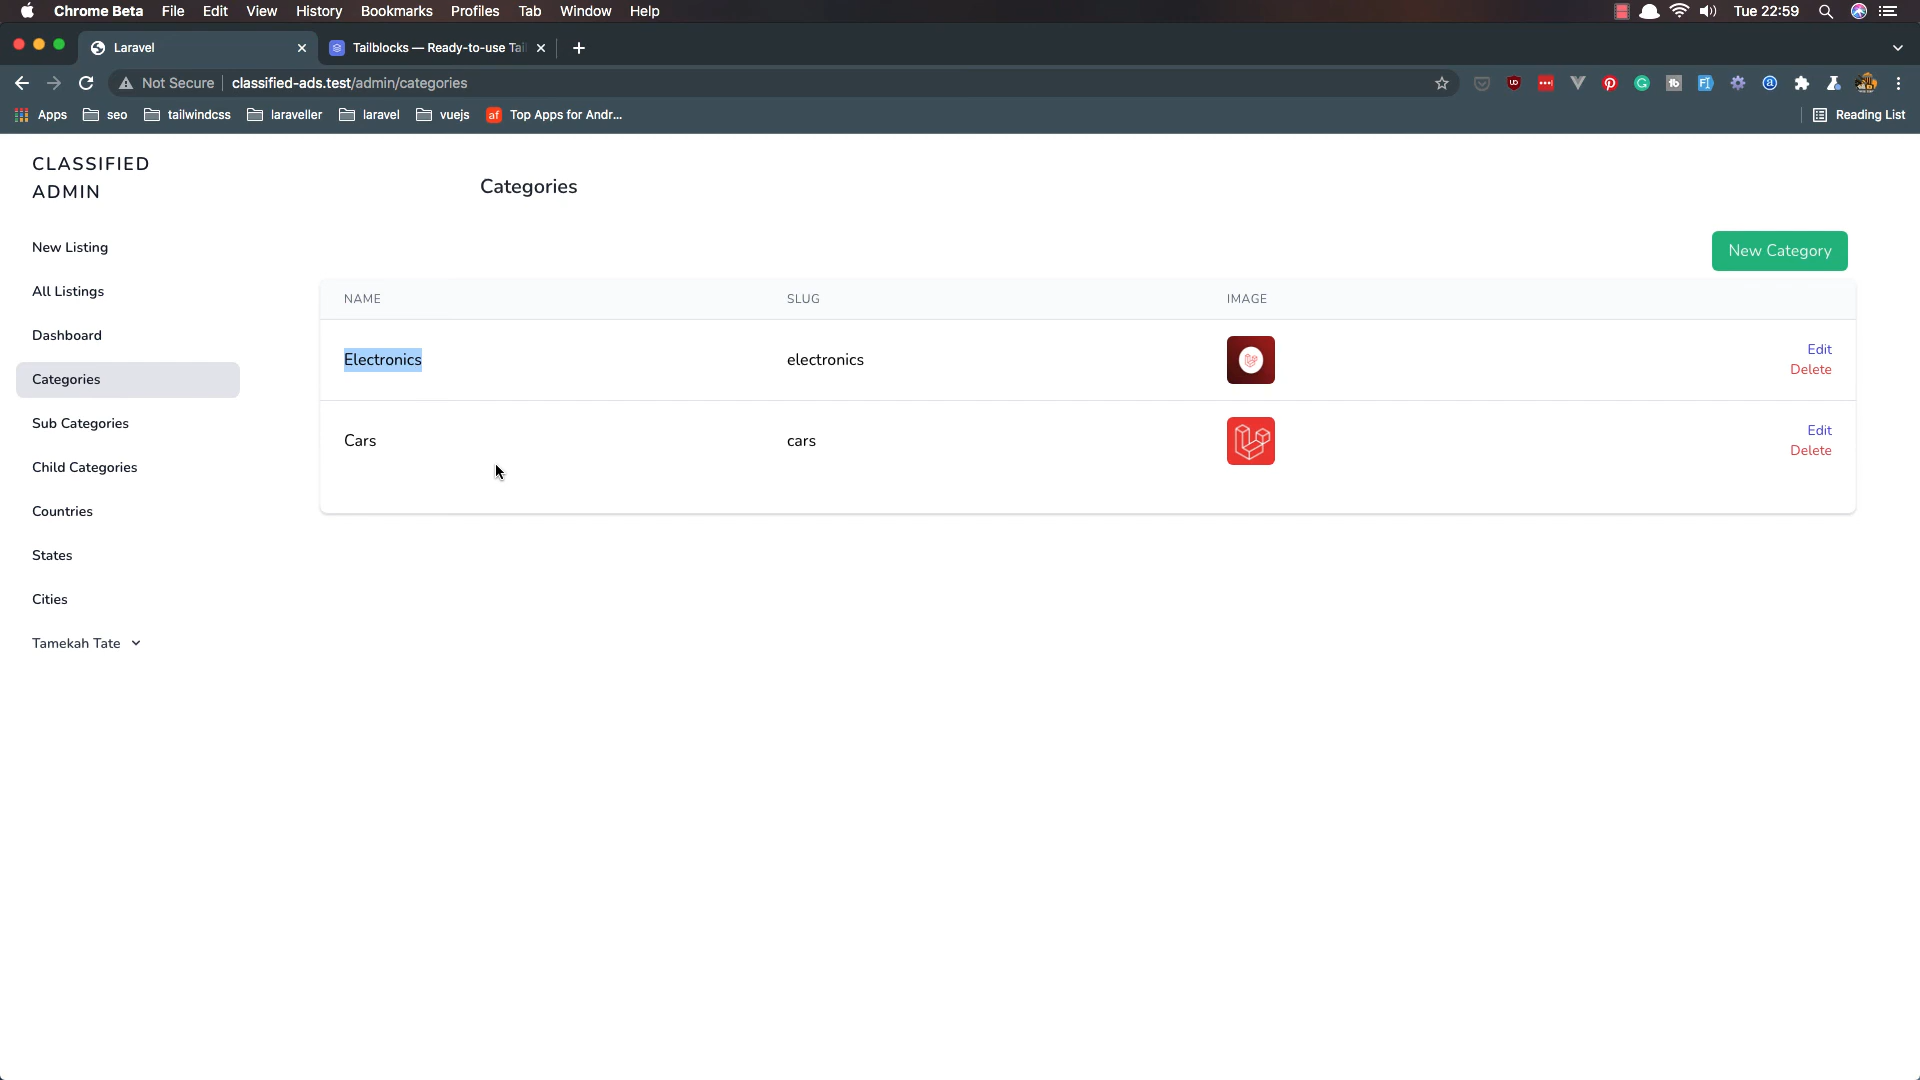 Chrome Beta File Edit View History Bookmarks Profiles Tab Window Help Tue 22:59
Laravel Tailblocks — Ready-to-use Tail
Not Secure classified-ads.test/admin/categories
Apps seo tailwindcss laraveller laravel vuejs af Top Apps for Andr... Reading List
CLASSIFIED
ADMIN
Categories
New Listing
New Category
All Listings
NAME SLUG IMAGE
Dashboard
Electronics electronics Edit
Delete
Categories
Sub Categories
Cars cars Edit
Delete
Child Categories
Countries
States
Cities
Tamekah Tate